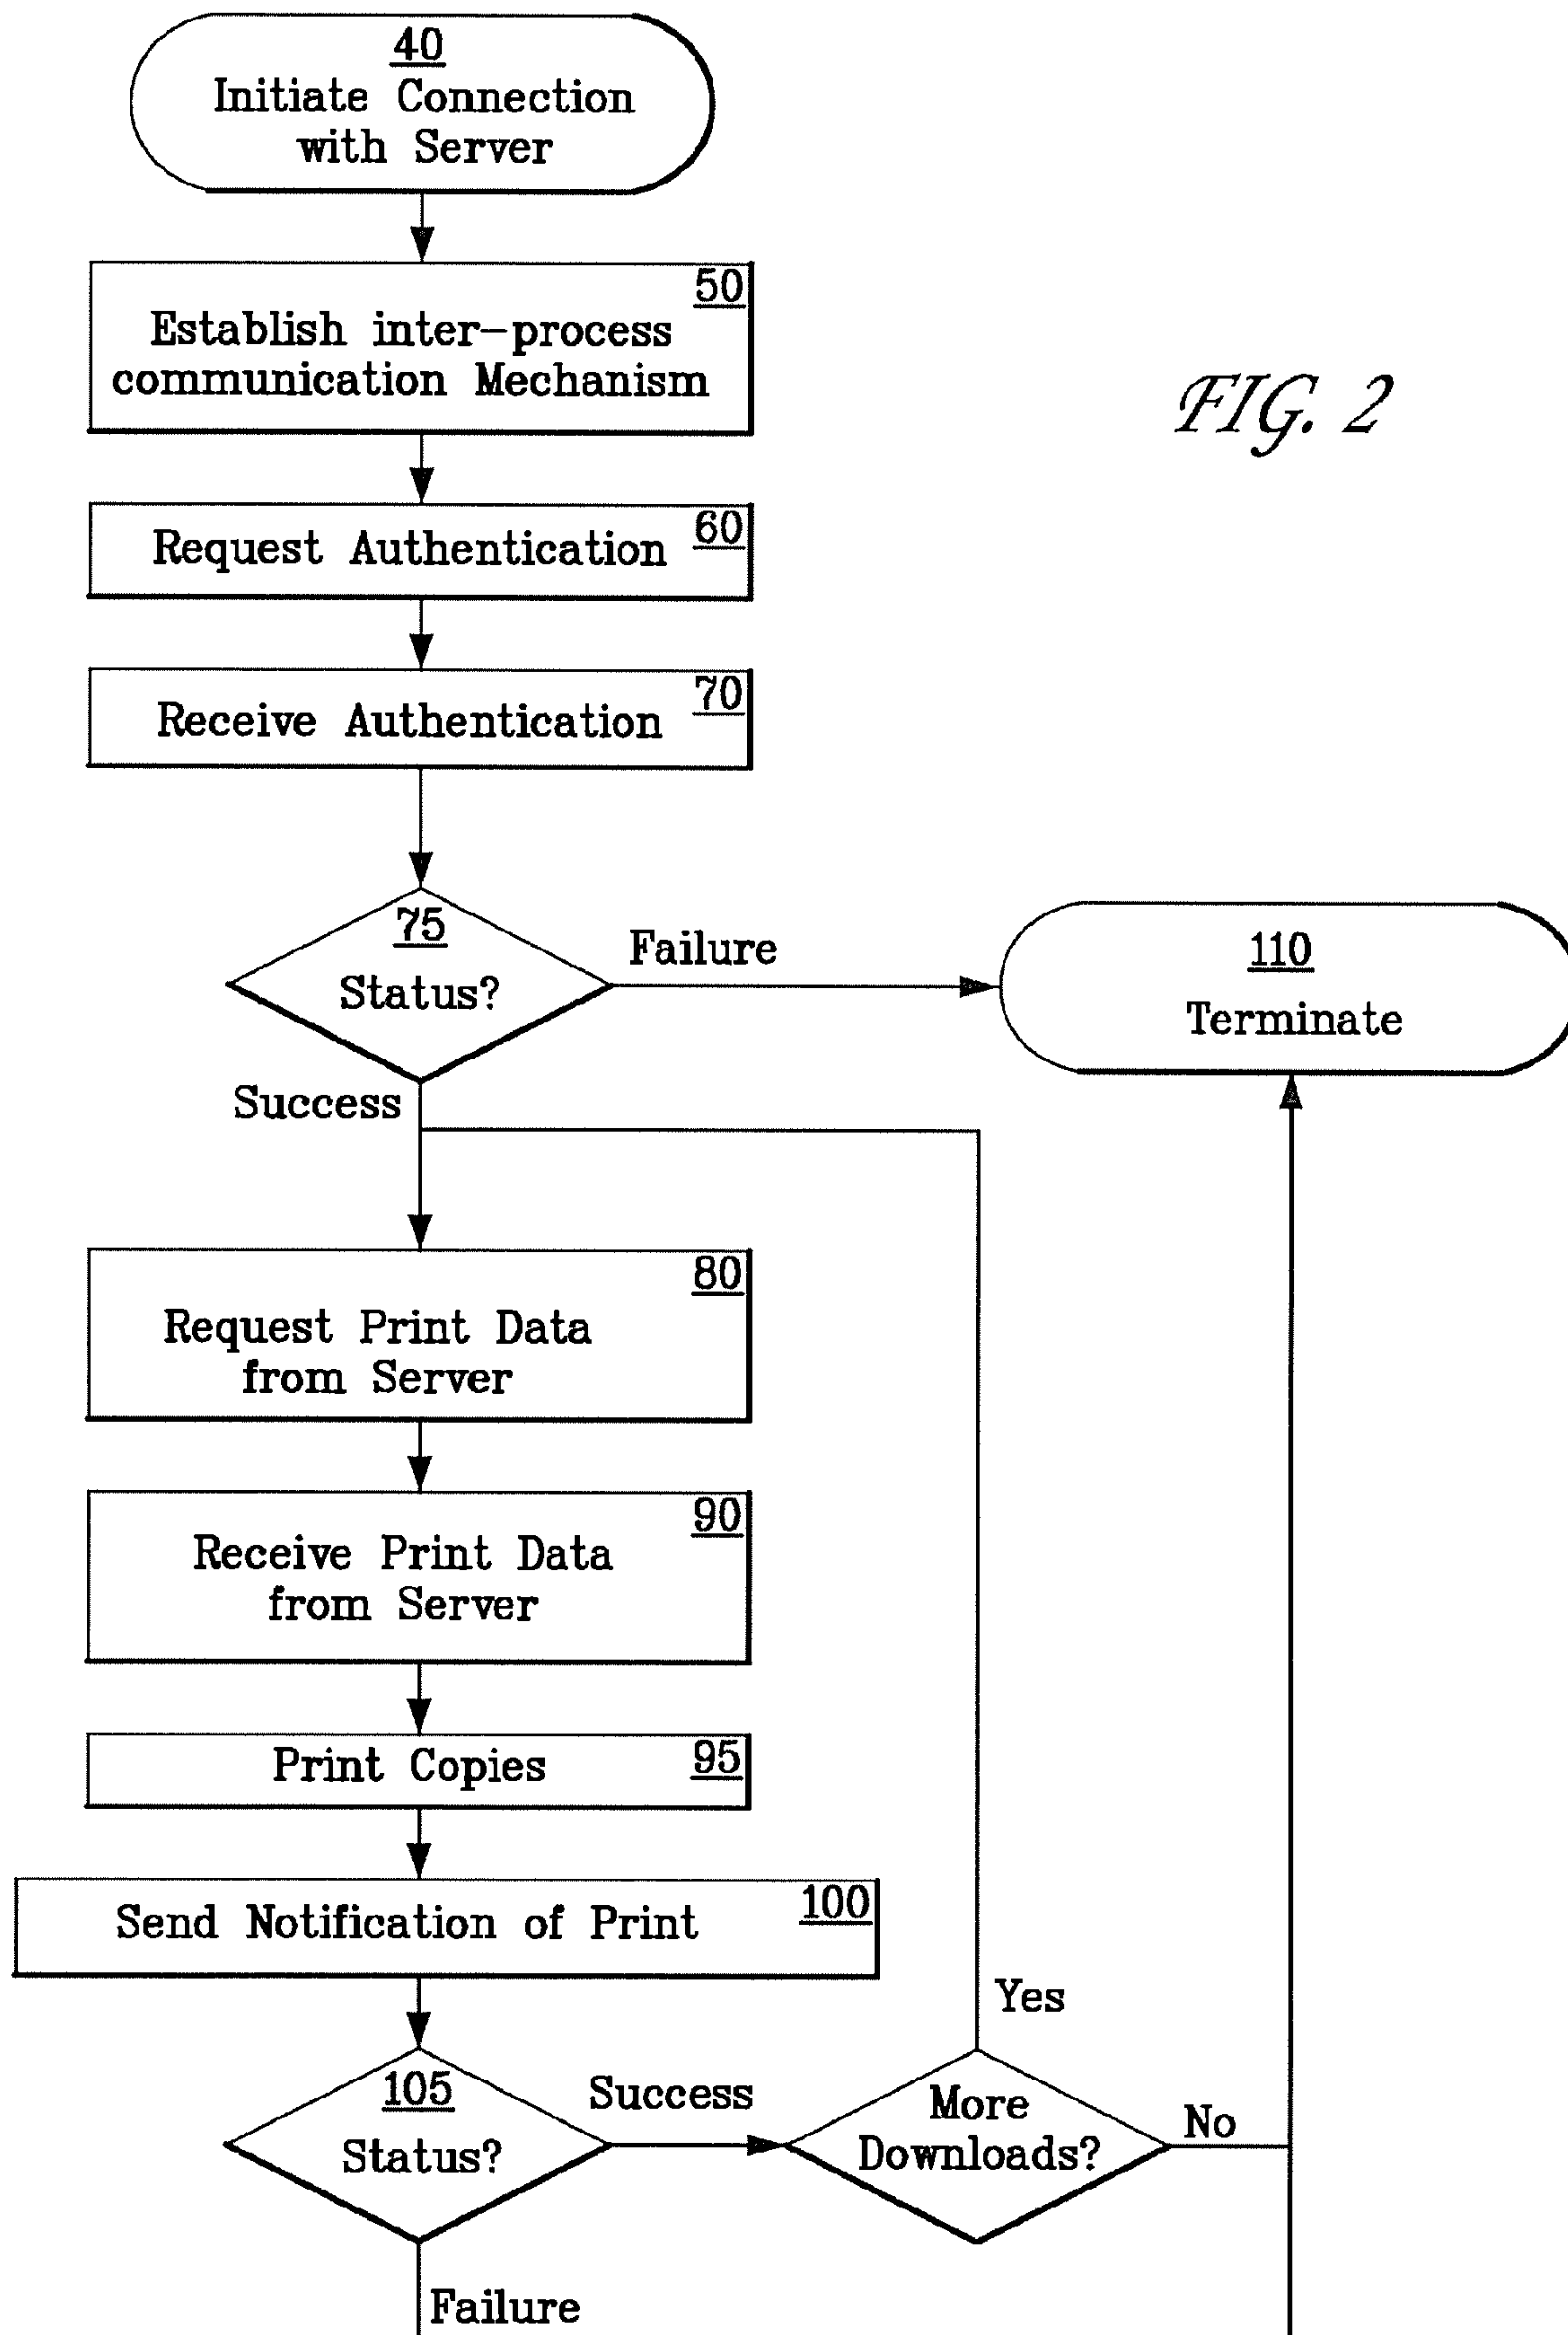 40
Initiate Connection
with Server
50
Establish inter-process
communication Mechanism
FIG. 2
60
Request Authentication
70
Receive Authentication
75
Status?
Failure
110
Terminate
Success
80
Request Print Data
from Server
90
Receive Print Data
from Server
95
Print Copies
100
Send Notification of Print
Yes
105
Status?
Success
More
Downloads?
No
Failure